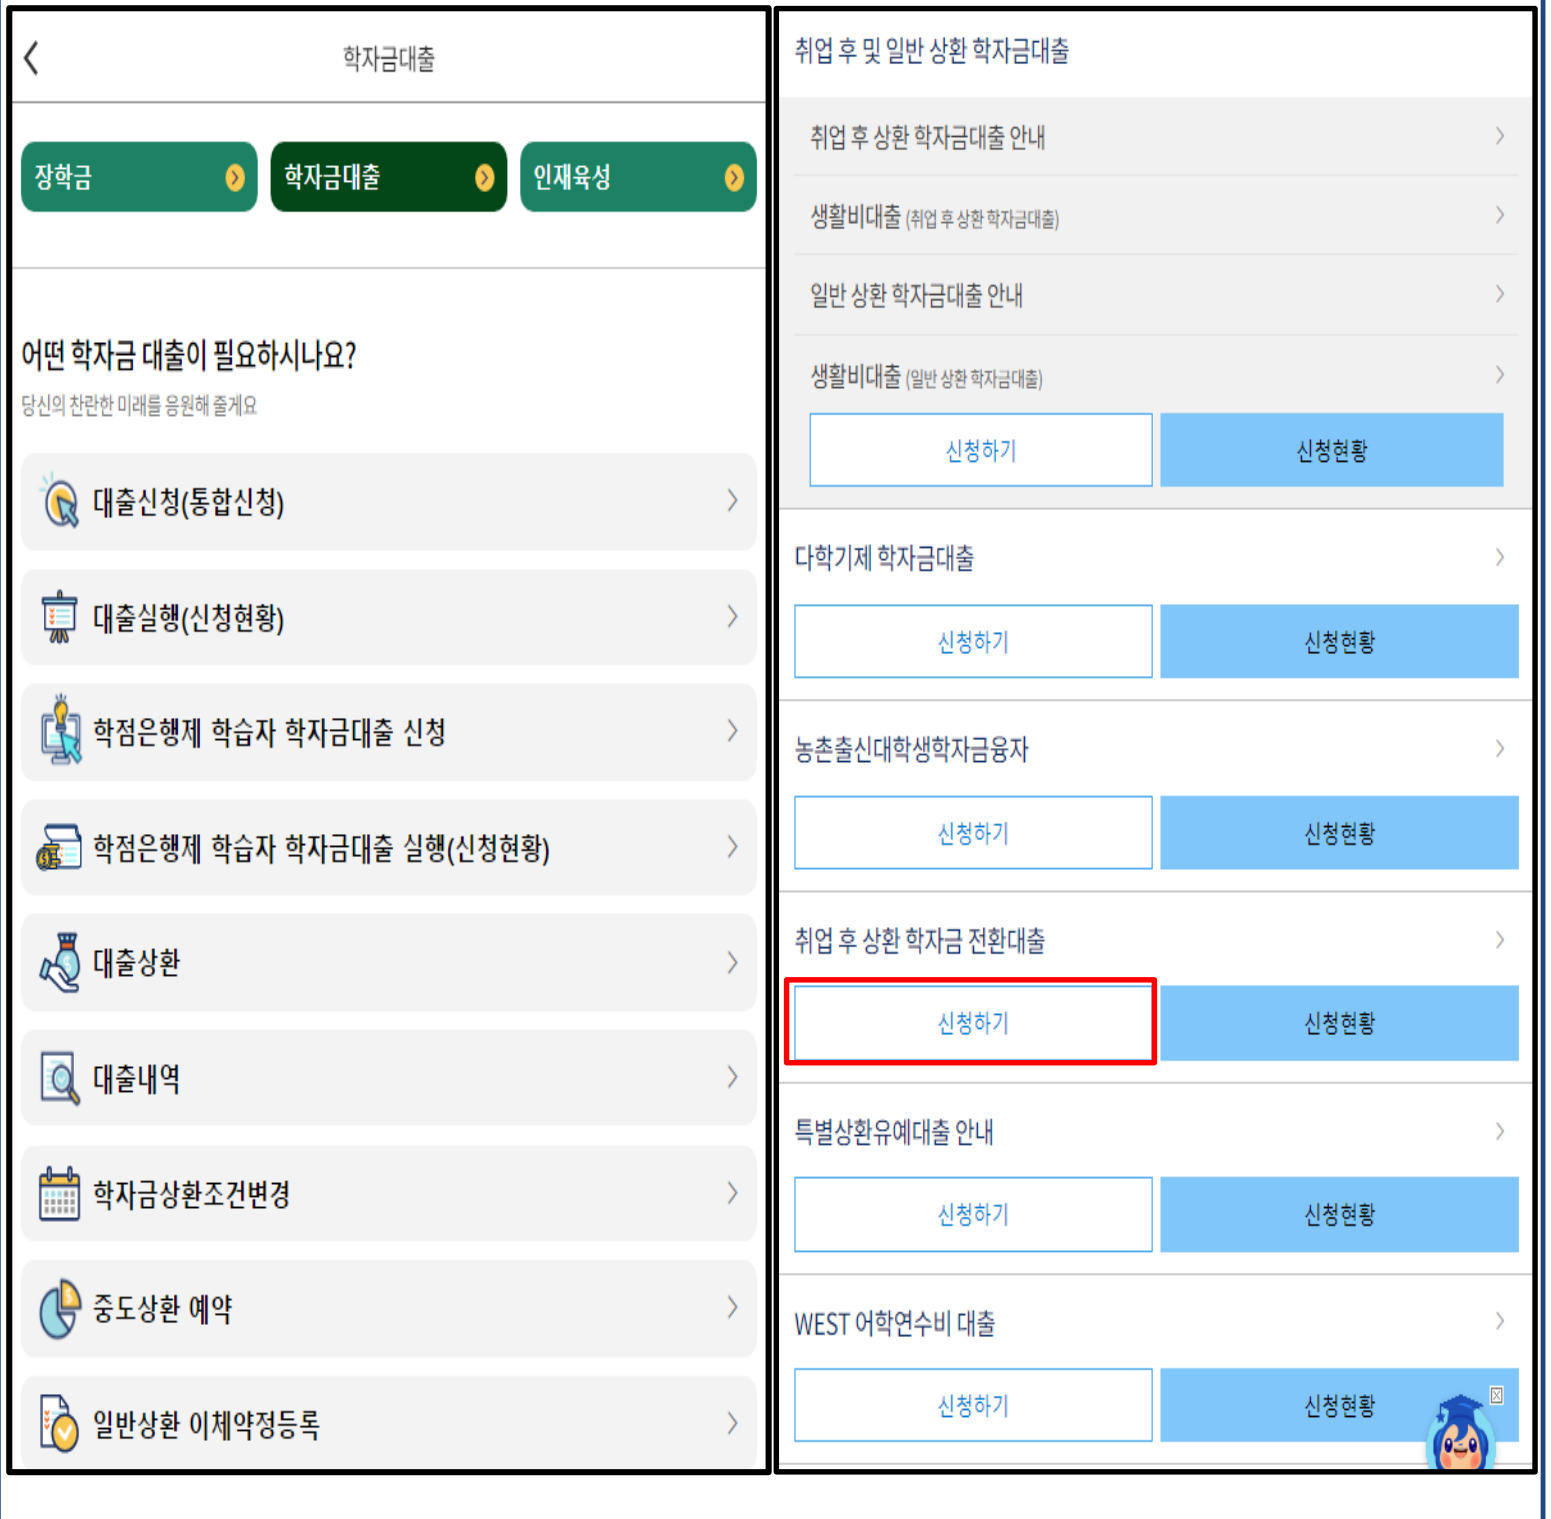 학자금대출
장학금
학자금대출
인재육성
어떤 학자금 대출이 필요하시나요?
당신의 찬란한 미래를 응원해 줄게요
대출신청(통합신청)
대출실행(신청현황)
학점은행제 학습자 학자금대출 신청
학점은행제 학습자 학자금대출 실행(신청현황)
대출상환
대출내역
학자금상환조건변경
중도상환 예약
일반상환 이체약정등록
취업 후 및 일반 상환 학자금대출
취업 후 상환 학자금대출 안내
생활비대출 (취업 후 상환 학자금대출)
일반 상환 학자금대출 안내
생활비대출 (일반 상환 학자금대출)
신청하기 신청현황
다학기제 학자금대출
신청하기 신청현황
농촌출신대학생학자금융자
신청하기 신청현황
취업 후 상환 학자금 전환대출
신청하기 신청현황
특별상환유예대출 안내
신청하기 신청현황
WEST 어학연수비 대출
신청하기 신청현황